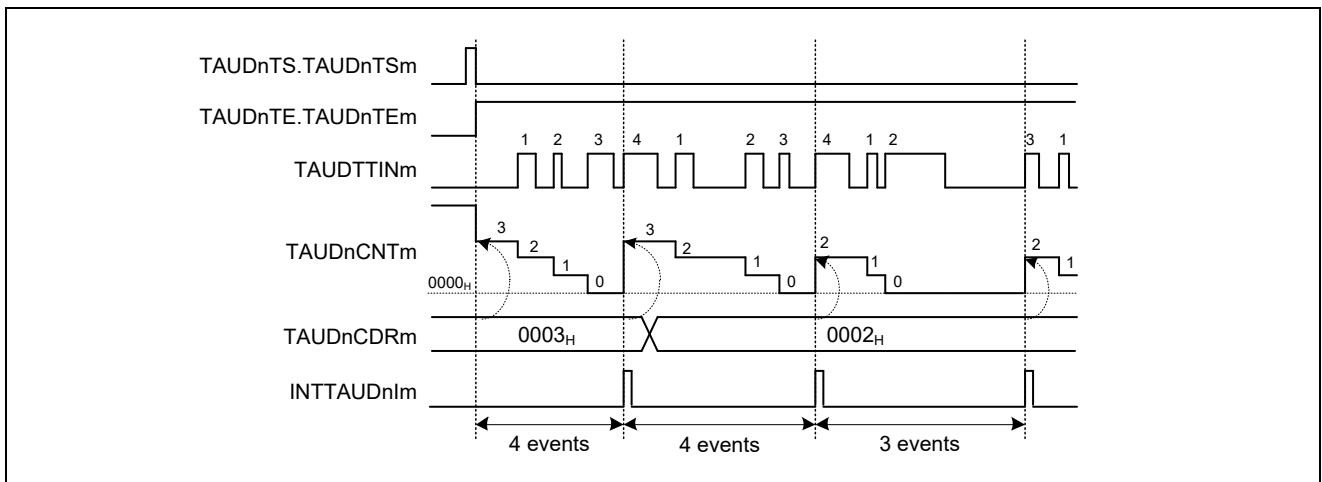 TAUDnTS.TAUDnTSm
TAUDnTE.TAUDnTEm
1 2 3 4 1 2 3 4 1 2 3 1
TAUDTTINm
3 2 1 0 3 2 1 0 2 1 0 2 1
TAUDnCNTm
0000H
TAUDnCDRm 0003H 0002H
INTTAUDnIm
4 events 4 events 3 events